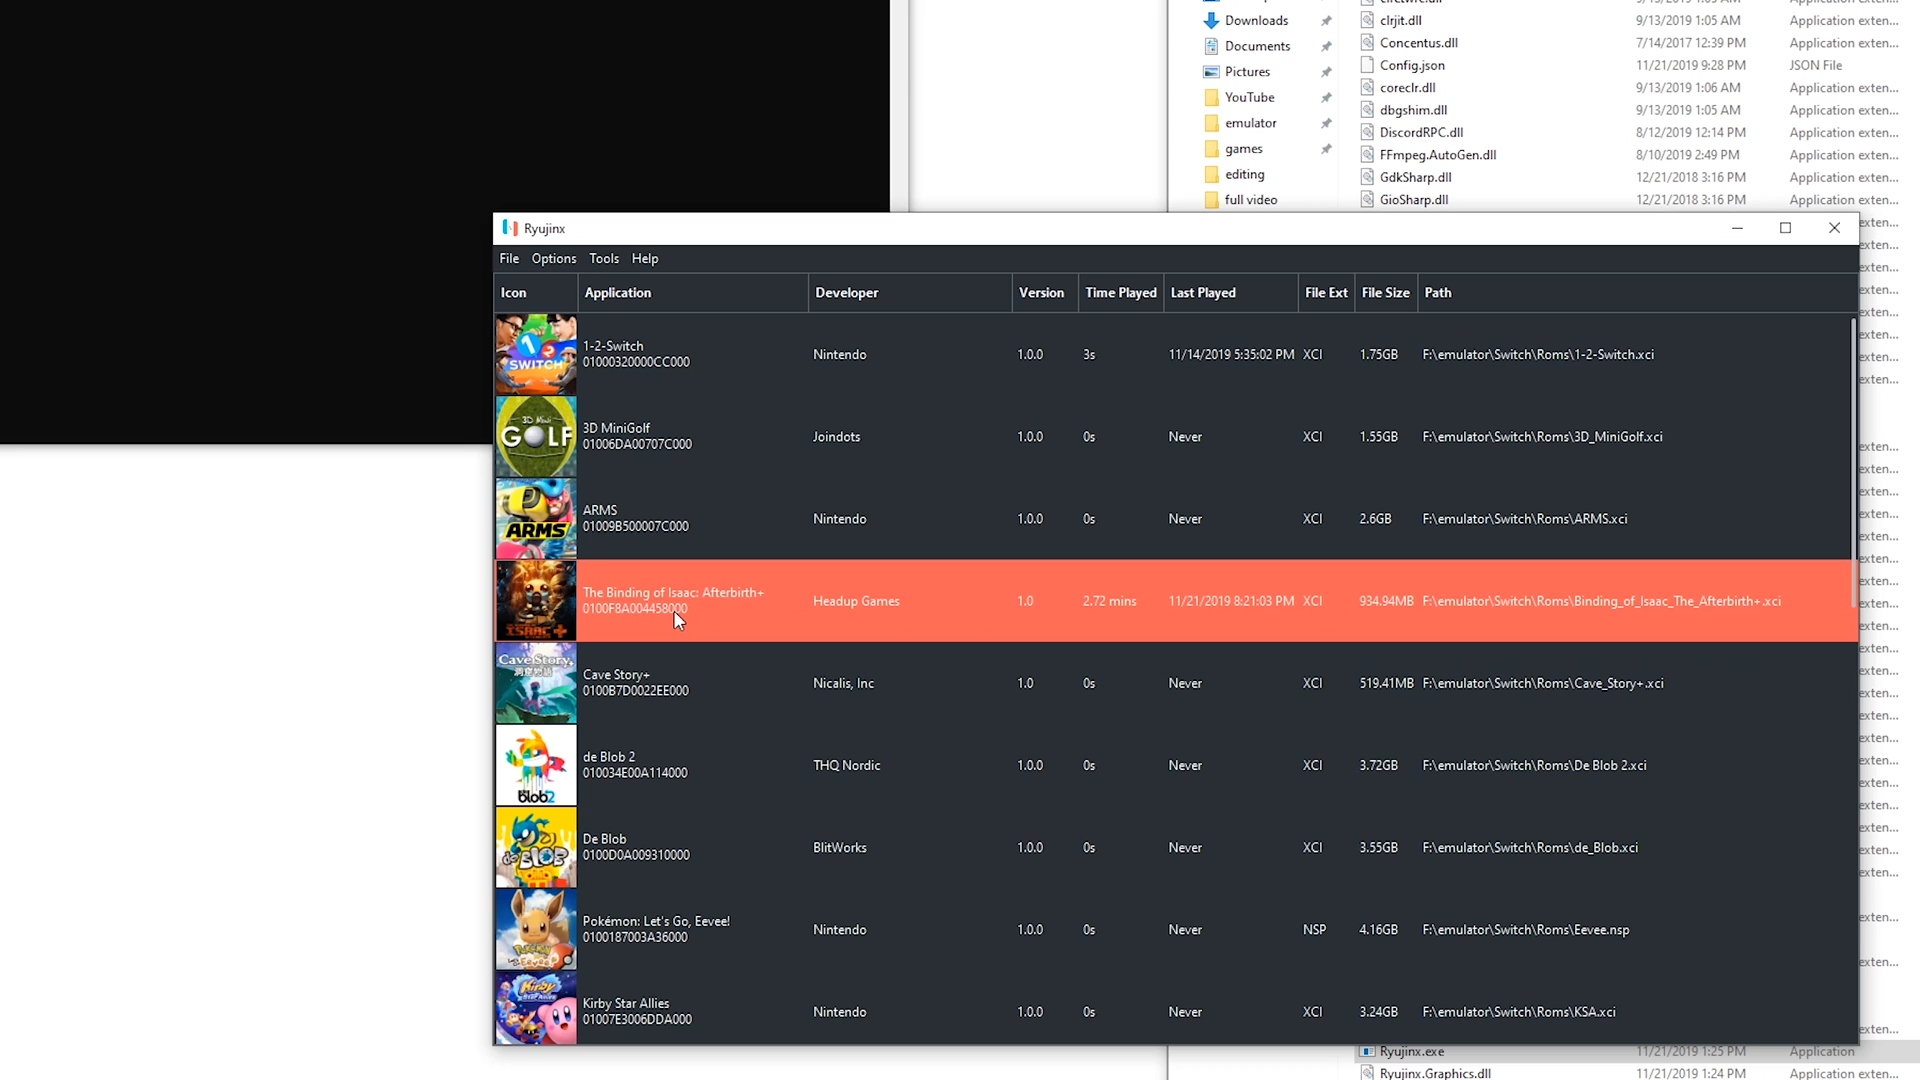 Downloads
Documents
Pictures
YouTube
emulator
games
editing
full video
clrjit.dll 9/13/2019 1:05 AM Application exten...
Concentus.dll 7/14/2017 12:39 PM Application exten...
Config.json 11/21/2019 9:28 PM JSON File
coreclr.dll 9/13/2019 1:06 AM Application exten...
dbgshim.dll 9/13/2019 1:05 AM Application exten...
DiscordRPC.dll 8/12/2019 12:14 PM Application exten...
FFmpeg.AutoGen.dll 8/10/2019 2:49 PM Application exten...
GdkSharp.dll 12/21/2018 3:16 PM Application exten...
GioSharp.dll 12/21/2018 3:16 PM Application exten...
Ryujinx
File Options Tools Help
Icon Application Developer Version Time Played Last Played File Ext File Size Path
1-2-Switch
01000320000CC000 Nintendo 1.0.0 3s 11/14/2019 5:35:02 PM XCI 1.75GB F:\emulator\Switch\Roms\1-2-Switch.xci
3D MiniGolf
01006DA00707C000 Joindots 1.0.0 0s Never XCI 1.55GB F:\emulator\Switch\Roms\3D_MiniGolf.xci
ARMS
01009B500007C000 Nintendo 1.0.0 0s Never XCI 2.6GB F:\emulator\Switch\Roms\ARMS.xci
The Binding of Isaac: Afterbirth+
0100F8A004458000 Headup Games 1.0 2.72 mins 11/21/2019 8:21:03 PM XCI 934.94MB F:\emulator\Switch\Roms\Binding_of_Isaac_The_Afterbirth+.xci
Cave Story+
0100B7D0022EE000 Nicalis, Inc 1.0 0s Never XCI 519.41MB F:\emulator\Switch\Roms\Cave_Story+.xci
de Blob 2
010034E00A114000 THQ Nordic 1.0.0 0s Never XCI 3.72GB F:\emulator\Switch\Roms\De Blob 2.xci
De Blob
0100D0A009310000 BlitWorks 1.0.0 0s Never XCI 3.55GB F:\emulator\Switch\Roms\de_Blob.xci
Pokémon: Let's Go, Eevee!
0100187003A36000 Nintendo 1.0.0 0s Never NSP 4.16GB F:\emulator\Switch\Roms\Eevee.nsp
Kirby Star Allies
01007E3006DDA000 Nintendo 1.0.0 0s Never XCI 3.24GB F:\emulator\Switch\Roms\KSA.xci
Ryujinx.exe 11/21/2019 1:25 PM Application
Ryujinx.Graphics.dll 11/21/2019 1:24 PM Application exten...